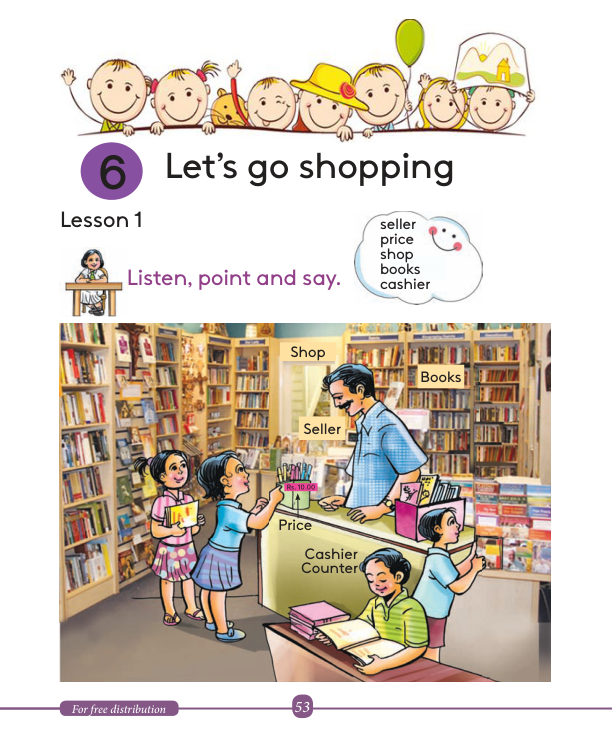 6 Let's go shopping
Lesson 1
seller
price
shop
books
cashier
Listen, point and say.
Shop
Books
Seller
Rs. 10.00
Price
Cashier
Counter
For free distribution
53